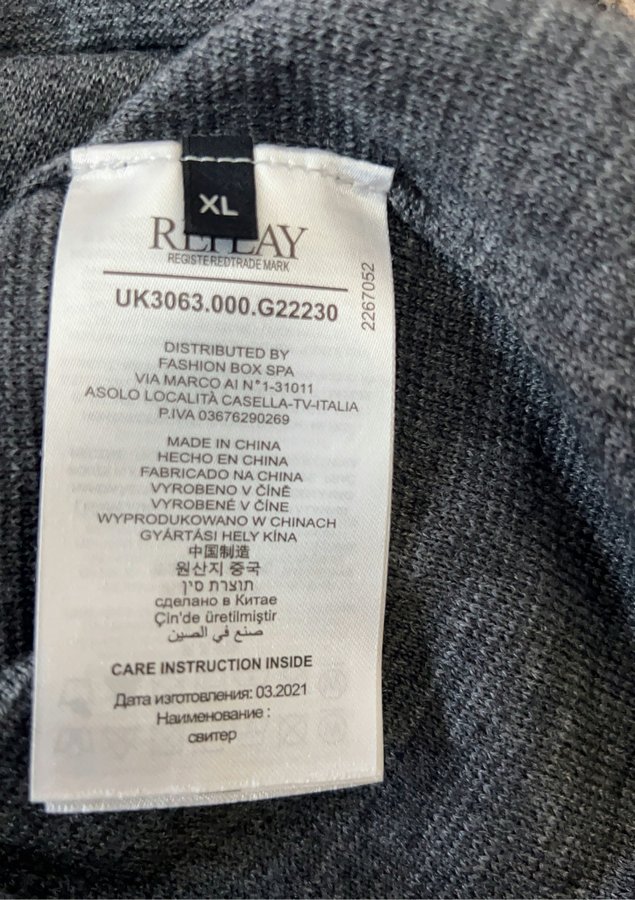 XL
REPLAY
REGISTEREDTRADE MARK
UK3063.000.G22230
2267052
DISTRIBUTED BY
FASHION BOX SPA
VIA MARCO AI N°1-31011
ASOLO LOCALITÀ CASELLA-TV-ITALIA
P.IVA 03676290269
MADE IN CHINA
HECHO EN CHINA
FABRICADO NA CHINA
VYROBENO V ČÍNĚ
VYROBENÉ V ČÍNE
WYPRODUKOWANO W CHINACH
GYÁRTÁSI HELY KÍNA
中国制造
원산지 중국
תוצרת סין
сделано в Китае
Çin'de üretilmiştir
صنع في الصين
CARE INSTRUCTION INSIDE
Дата изготовления: 03.2021
Наименование :
свитер